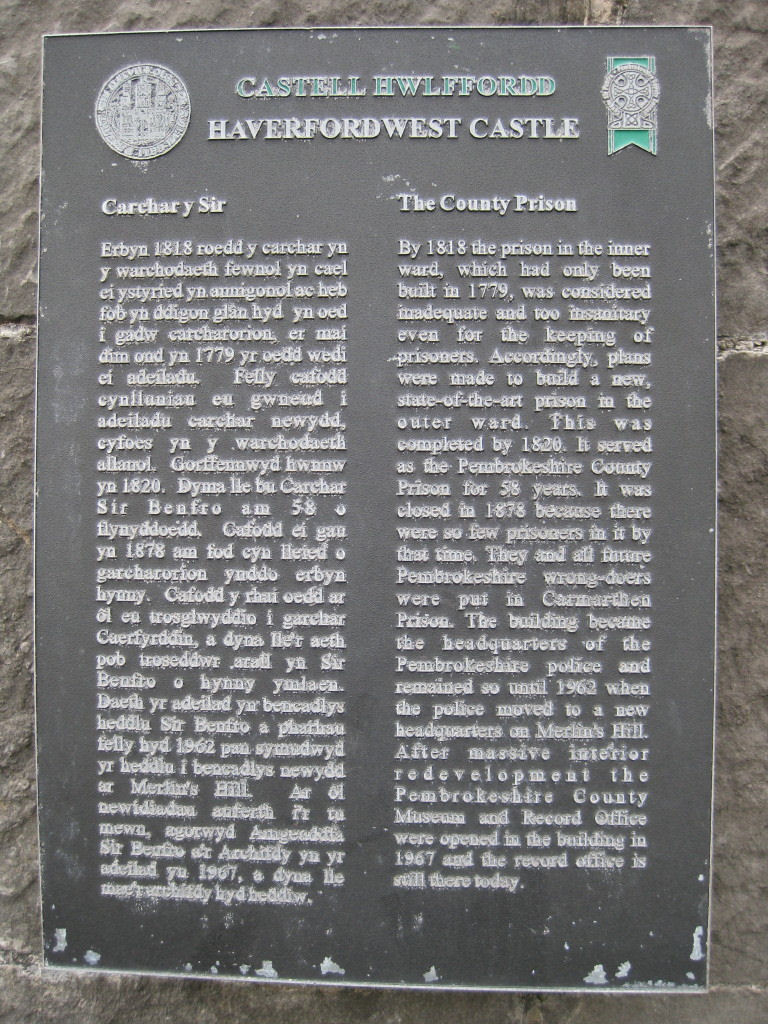 CASTELL HWLFFORDD
HAVERFORDWEST CASTLE
Carchar y Sir
Erbyn 1818 roedd y carchar yn
y warchodaeth fewnol yn cael
ei ystyried yn annigonol ac heb
fob yn ddigon glân hyd yn oed
i gadw carcharorion, er mai
dim ond yn 1779 yr oedd wedi
ei adeiladu. Felly cafodd
cynlluniau eu gwneud i
adeiladu carchar newydd,
cyfoes yn y warchodaeth
allanol. Gorffennwyd hwnnw
yn 1820. Dyma lle bu Carchar
Sir Benfro am 58 o
flynyddoedd. Cafodd ei gau
yn 1878 am fod cyn lleied o
garcharorion ynddo erbyn
hynny. Cafodd y rhai oedd ar
ôl eu trosglwyddio i garchar
Caerfyrddin, a dyna lle'r aeth
pob troseddwr arall yn Sir
Benfro o hynny ymlaen.
Daeth yr adeilad yn bencadlys
heddlu Sir Benfro a pharhau
felly hyd 1962 pan symudwyd
yr heddlu i bencadlys newydd
ar Merlin's Hill. Ar ôl
newidiadau anferth i'r tu
mewn, agorwyd Amgueddfa
Sir Benfro a'r Archifdy yn yr
adeilad yn 1967, a dyna lle
mae'r archifdy hyd heddiw.
The County Prison
By 1818 the prison in the inner
ward, which had only been
built in 1779, was considered
inadequate and too insanitary
even for the keeping of
prisoners. Accordingly, plans
were made to build a new,
state-of-the-art prison in the
outer ward. This was
completed by 1820. It served
as the Pembrokeshire County
Prison for 58 years. It was
closed in 1878 because there
were so few prisoners in it by
that time. They and all future
Pembrokeshire wrong-doers
were put in Carmarthen
Prison. The building became
the headquarters of the
Pembrokeshire police and
remained so until 1962 when
the police moved to a new
headquarters on Merlin's Hill.
After massive interior
redevelopment the
Pembrokeshire County
Museum and Record Office
were opened in the building in
1967 and the record office is
still there today.